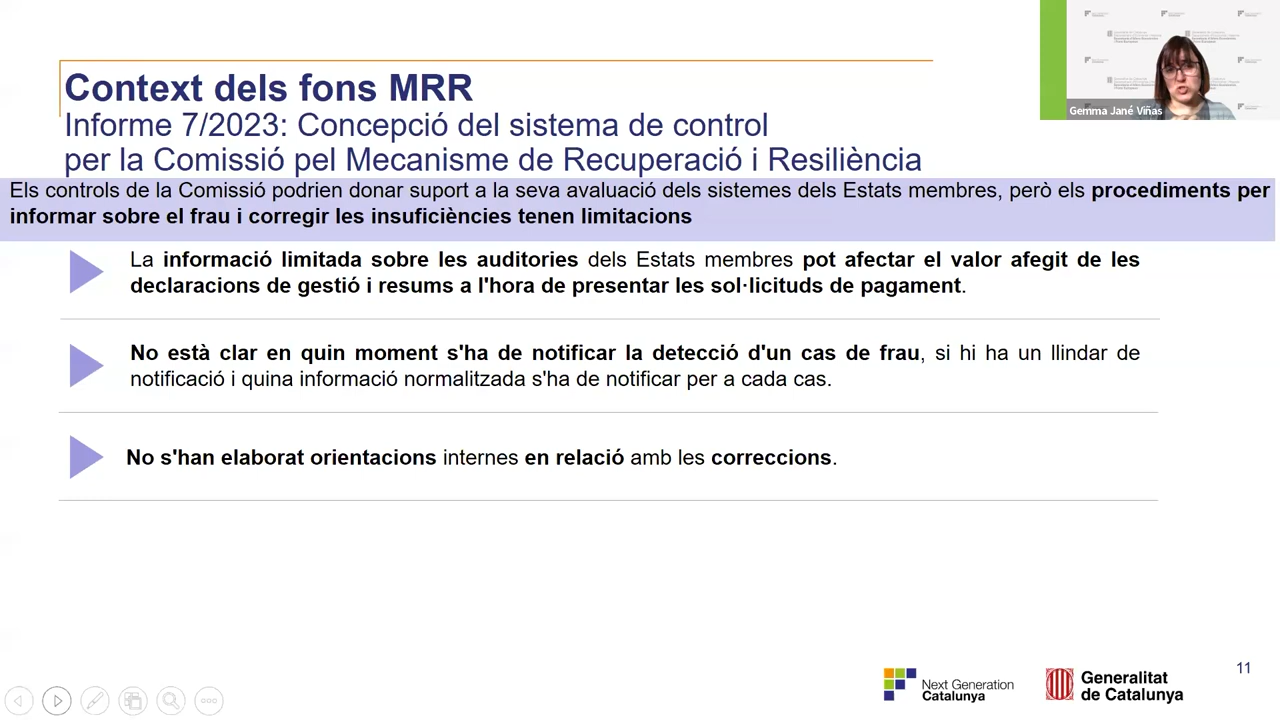 Context dels fons MRR
Informe 7/2023: Concepció del sistema de control
per la Comissió pel Mecanisme de Recuperació i Resiliència
Els controls de la Comissió podrien donar suport a la seva avaluació dels sistemes dels Estats membres, però els procediments per
informar sobre el frau i corregir les insuficiències tenen limitacions
La informació limitada sobre les auditories dels Estats membres pot afectar el valor afegit de les
declaracions de gestió i resums a l'hora de presentar les sol·licituds de pagament.
No està clar en quin moment s'ha de notificar la detecció d'un cas de frau, si hi ha un llindar de
notificació i quina informació normalitzada s'ha de notificar per a cada cas.
No s'han elaborat orientacions internes en relació amb les correccions.
Gemma Jané Viñas
11
Next Generation
Catalunya
Generalitat
de Catalunya